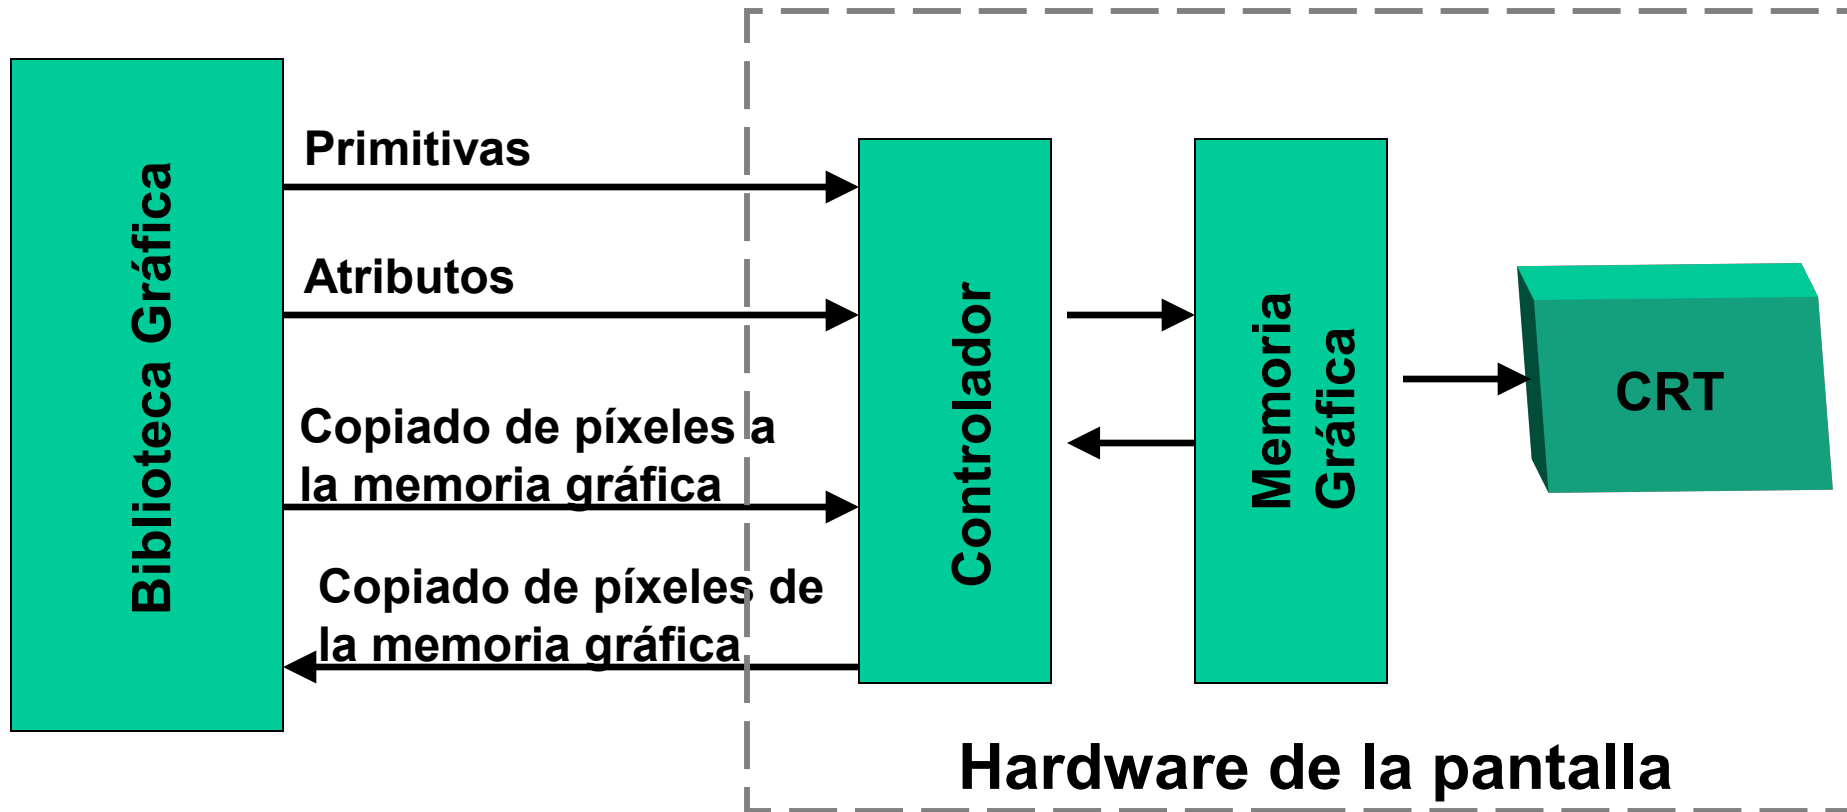 Biblioteca Gráfica
Primitivas
Atributos
Copiado de píxeles a
la memoria gráfica
Copiado de píxeles de
la memoria gráfica
Controlador
Memoria
Gráfica
CRT
Hardware de la pantalla